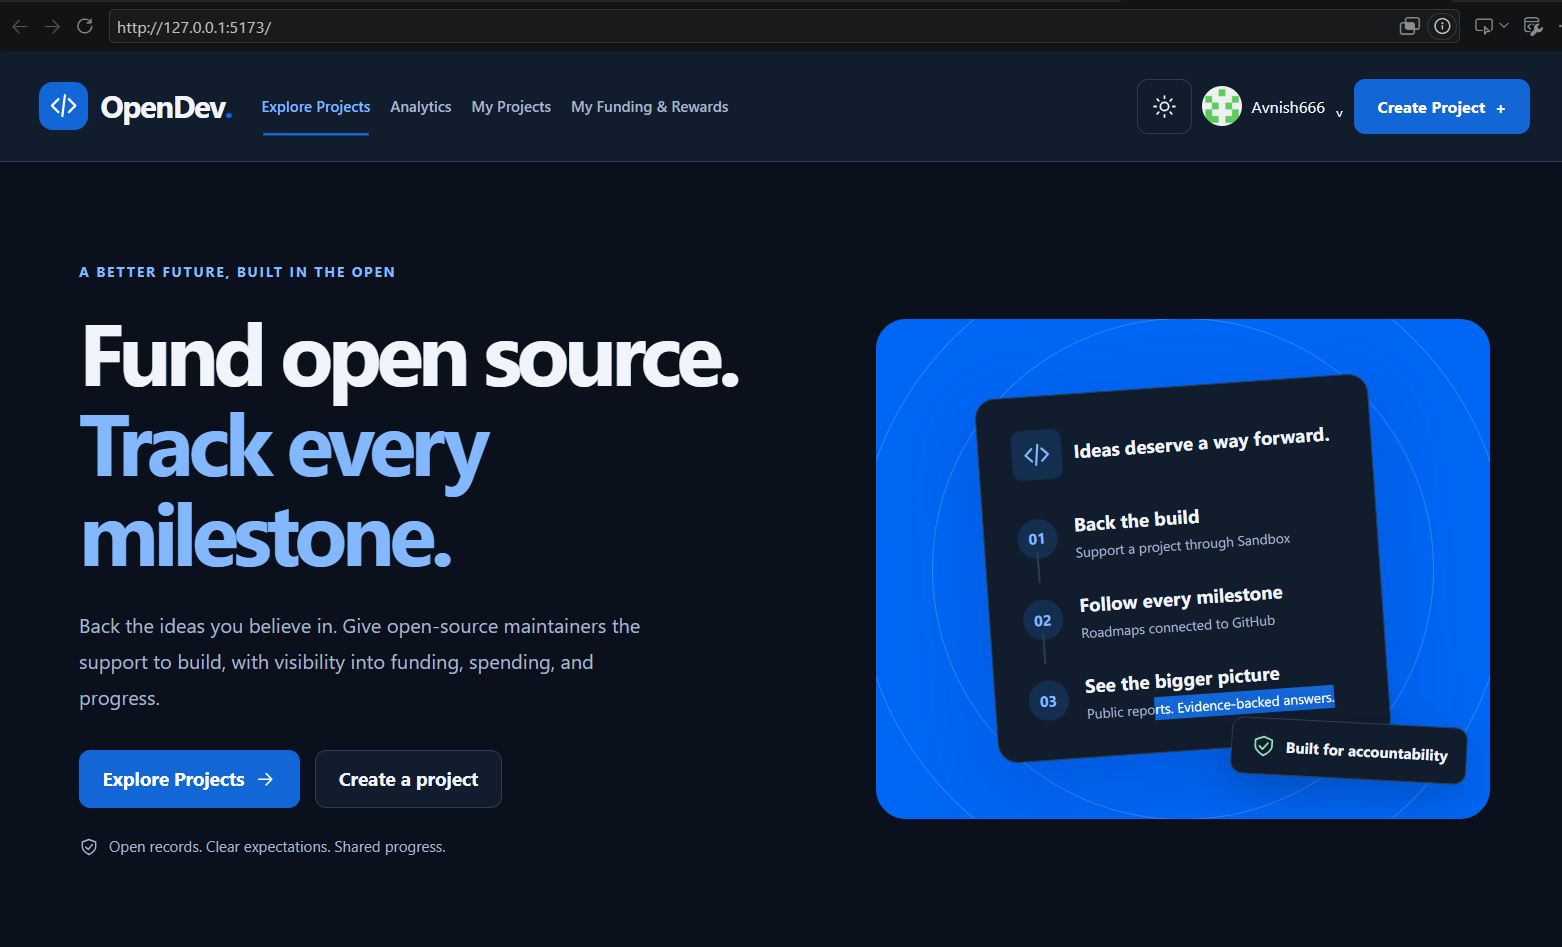 http://127.0.0.1:5173/
OpenDev.
Explore Projects
Analytics
My Projects
My Funding & Rewards
Avnish666
Create Project +
A BETTER FUTURE, BUILT IN THE OPEN
Fund open source.
Track every
milestone.
Back the ideas you believe in. Give open-source maintainers the
support to build, with visibility into funding, spending, and
progress.
Explore Projects →
Create a project
Open records. Clear expectations. Shared progress.
</> Ideas deserve a way forward.
01
Back the build
Support a project through Sandbox
02
Follow every milestone
Roadmaps connected to GitHub
03
See the bigger picture
Public reports. Evidence-backed answers.
Built for accountability